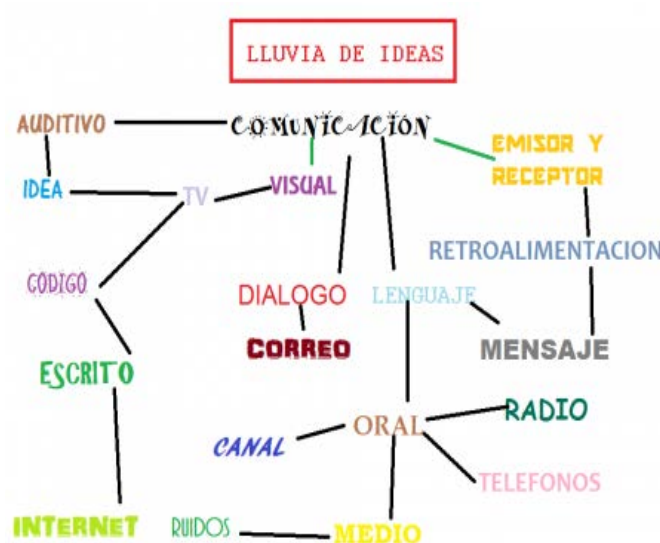 LLUVIA DE IDEAS
AUDITIVO
COMUNICACIÓN
EMISOR Y
RECEPTOR
IDEA
TV
VISUAL
RETROALIMENTACION
CODIGO
DIALOGO
LENGUAJE
CORREO
MENSAJE
ESCRITO
RADIO
ORAL
CANAL
TELEFONOS
INTERNET
RUIDOS
MEDIO